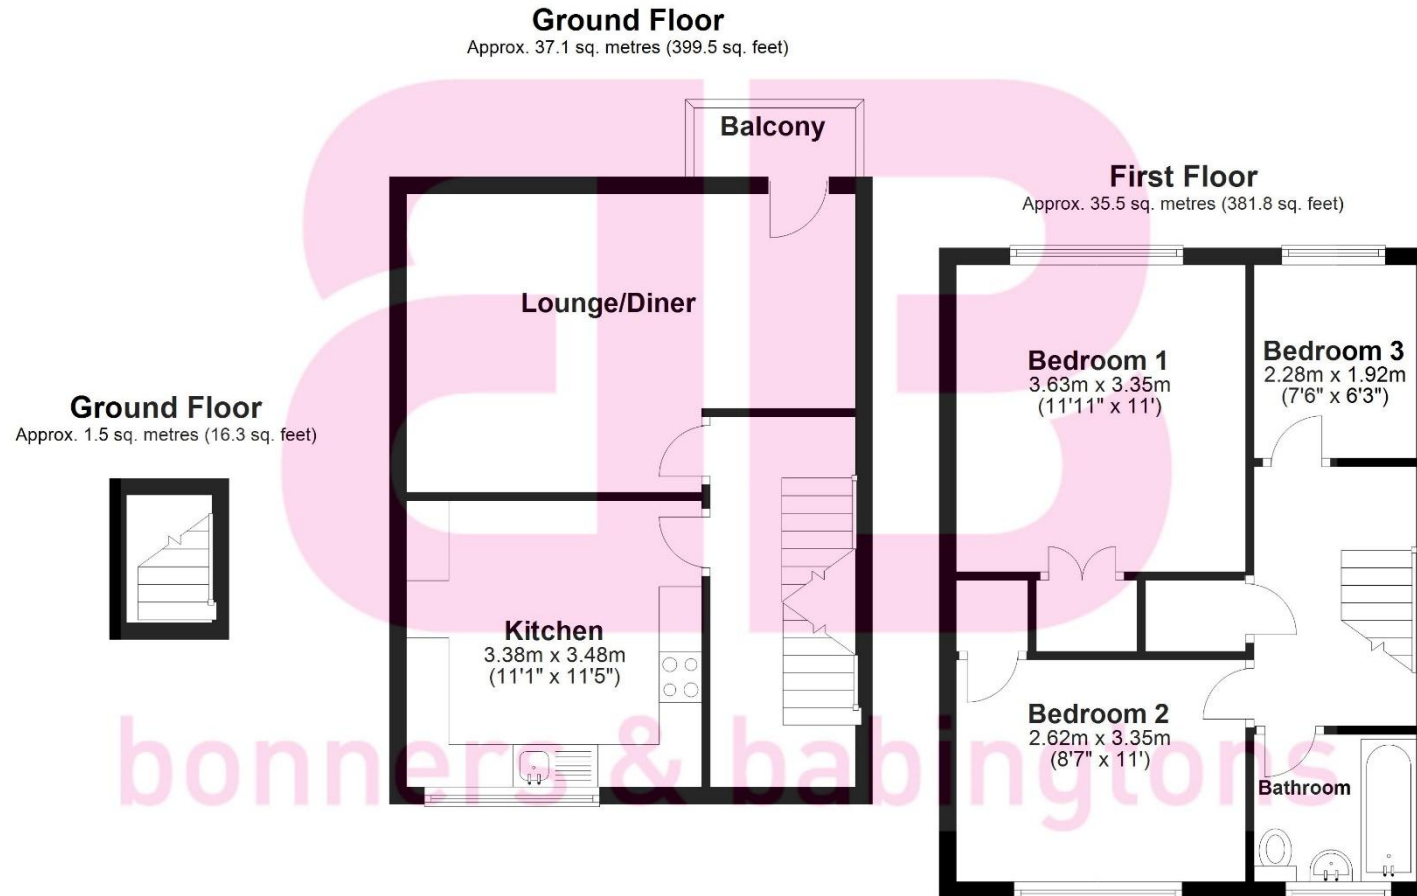 Ground Floor
Approx. 37.1 sq. metres (399.5 sq. feet)
Balcony
Lounge/Diner
Kitchen
3.38m x 3.48m
(11'1" x 11'5")
First Floor
Approx. 35.5 sq. metres (381.8 sq. feet)
Bedroom 1
3.63m x 3.35m
(11'11" x 11')
Bedroom 3
2.28m x 1.92m
(7'6" x 6'3")
Bedroom 2
2.62m x 3.35m
(8'7" x 11')
Bathroom
Ground Floor
Approx. 1.5 sq. metres (16.3 sq. feet)
aB
bonners & babingtons